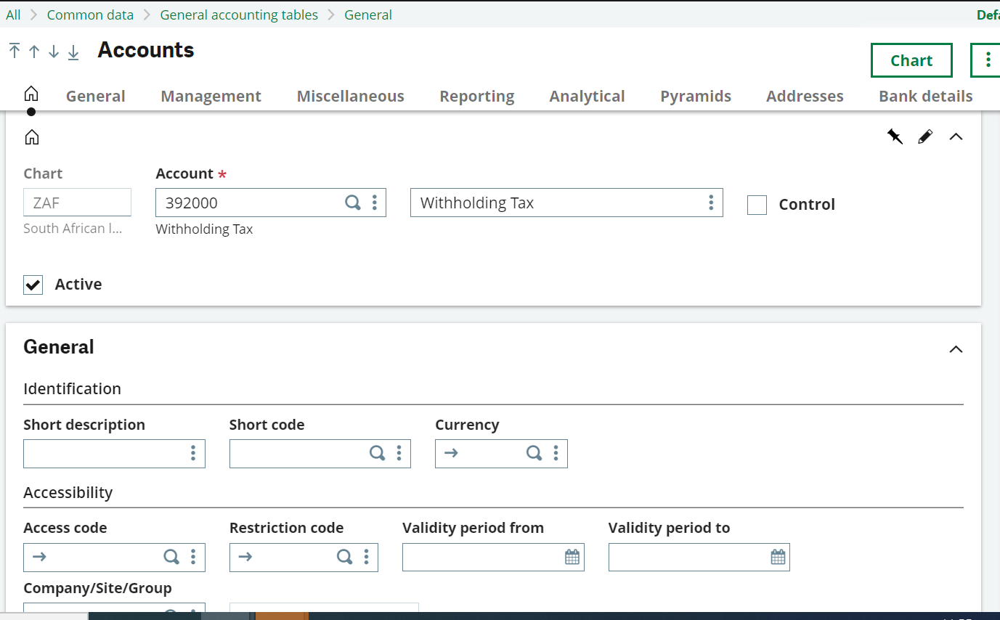 All > Common data > General accounting tables > General
Accounts
Chart
General Management Miscellaneous Reporting Analytical Pyramids Addresses Bank details
Chart Account *
ZAF 392000 Withholding Tax Control
South African l... Withholding Tax
Active
General
Identification
Short description Short code Currency
Accessibility
Access code Restriction code Validity period from Validity period to
Company/Site/Group